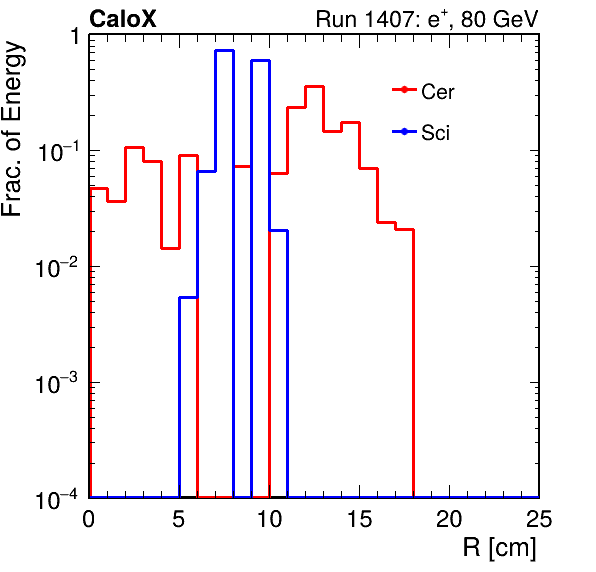 CaloX Run 1407: e⁺, 80 GeV
Frac. of Energy
1
10⁻¹
10⁻²
10⁻³
10⁻⁴
Cer
Sci
0 5 10 15 20 25
R [cm]